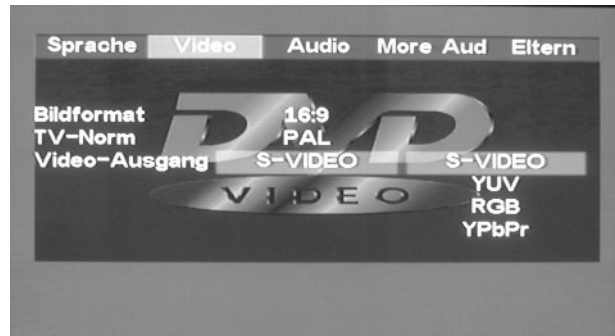 Sprache Video Audio More Aud Eltern
Bildformat 16:9
TV-Norm PAL
Video-Ausgang S-VIDEO S-VIDEO
YUV
RGB
YPbPr
DVD
VIDEO